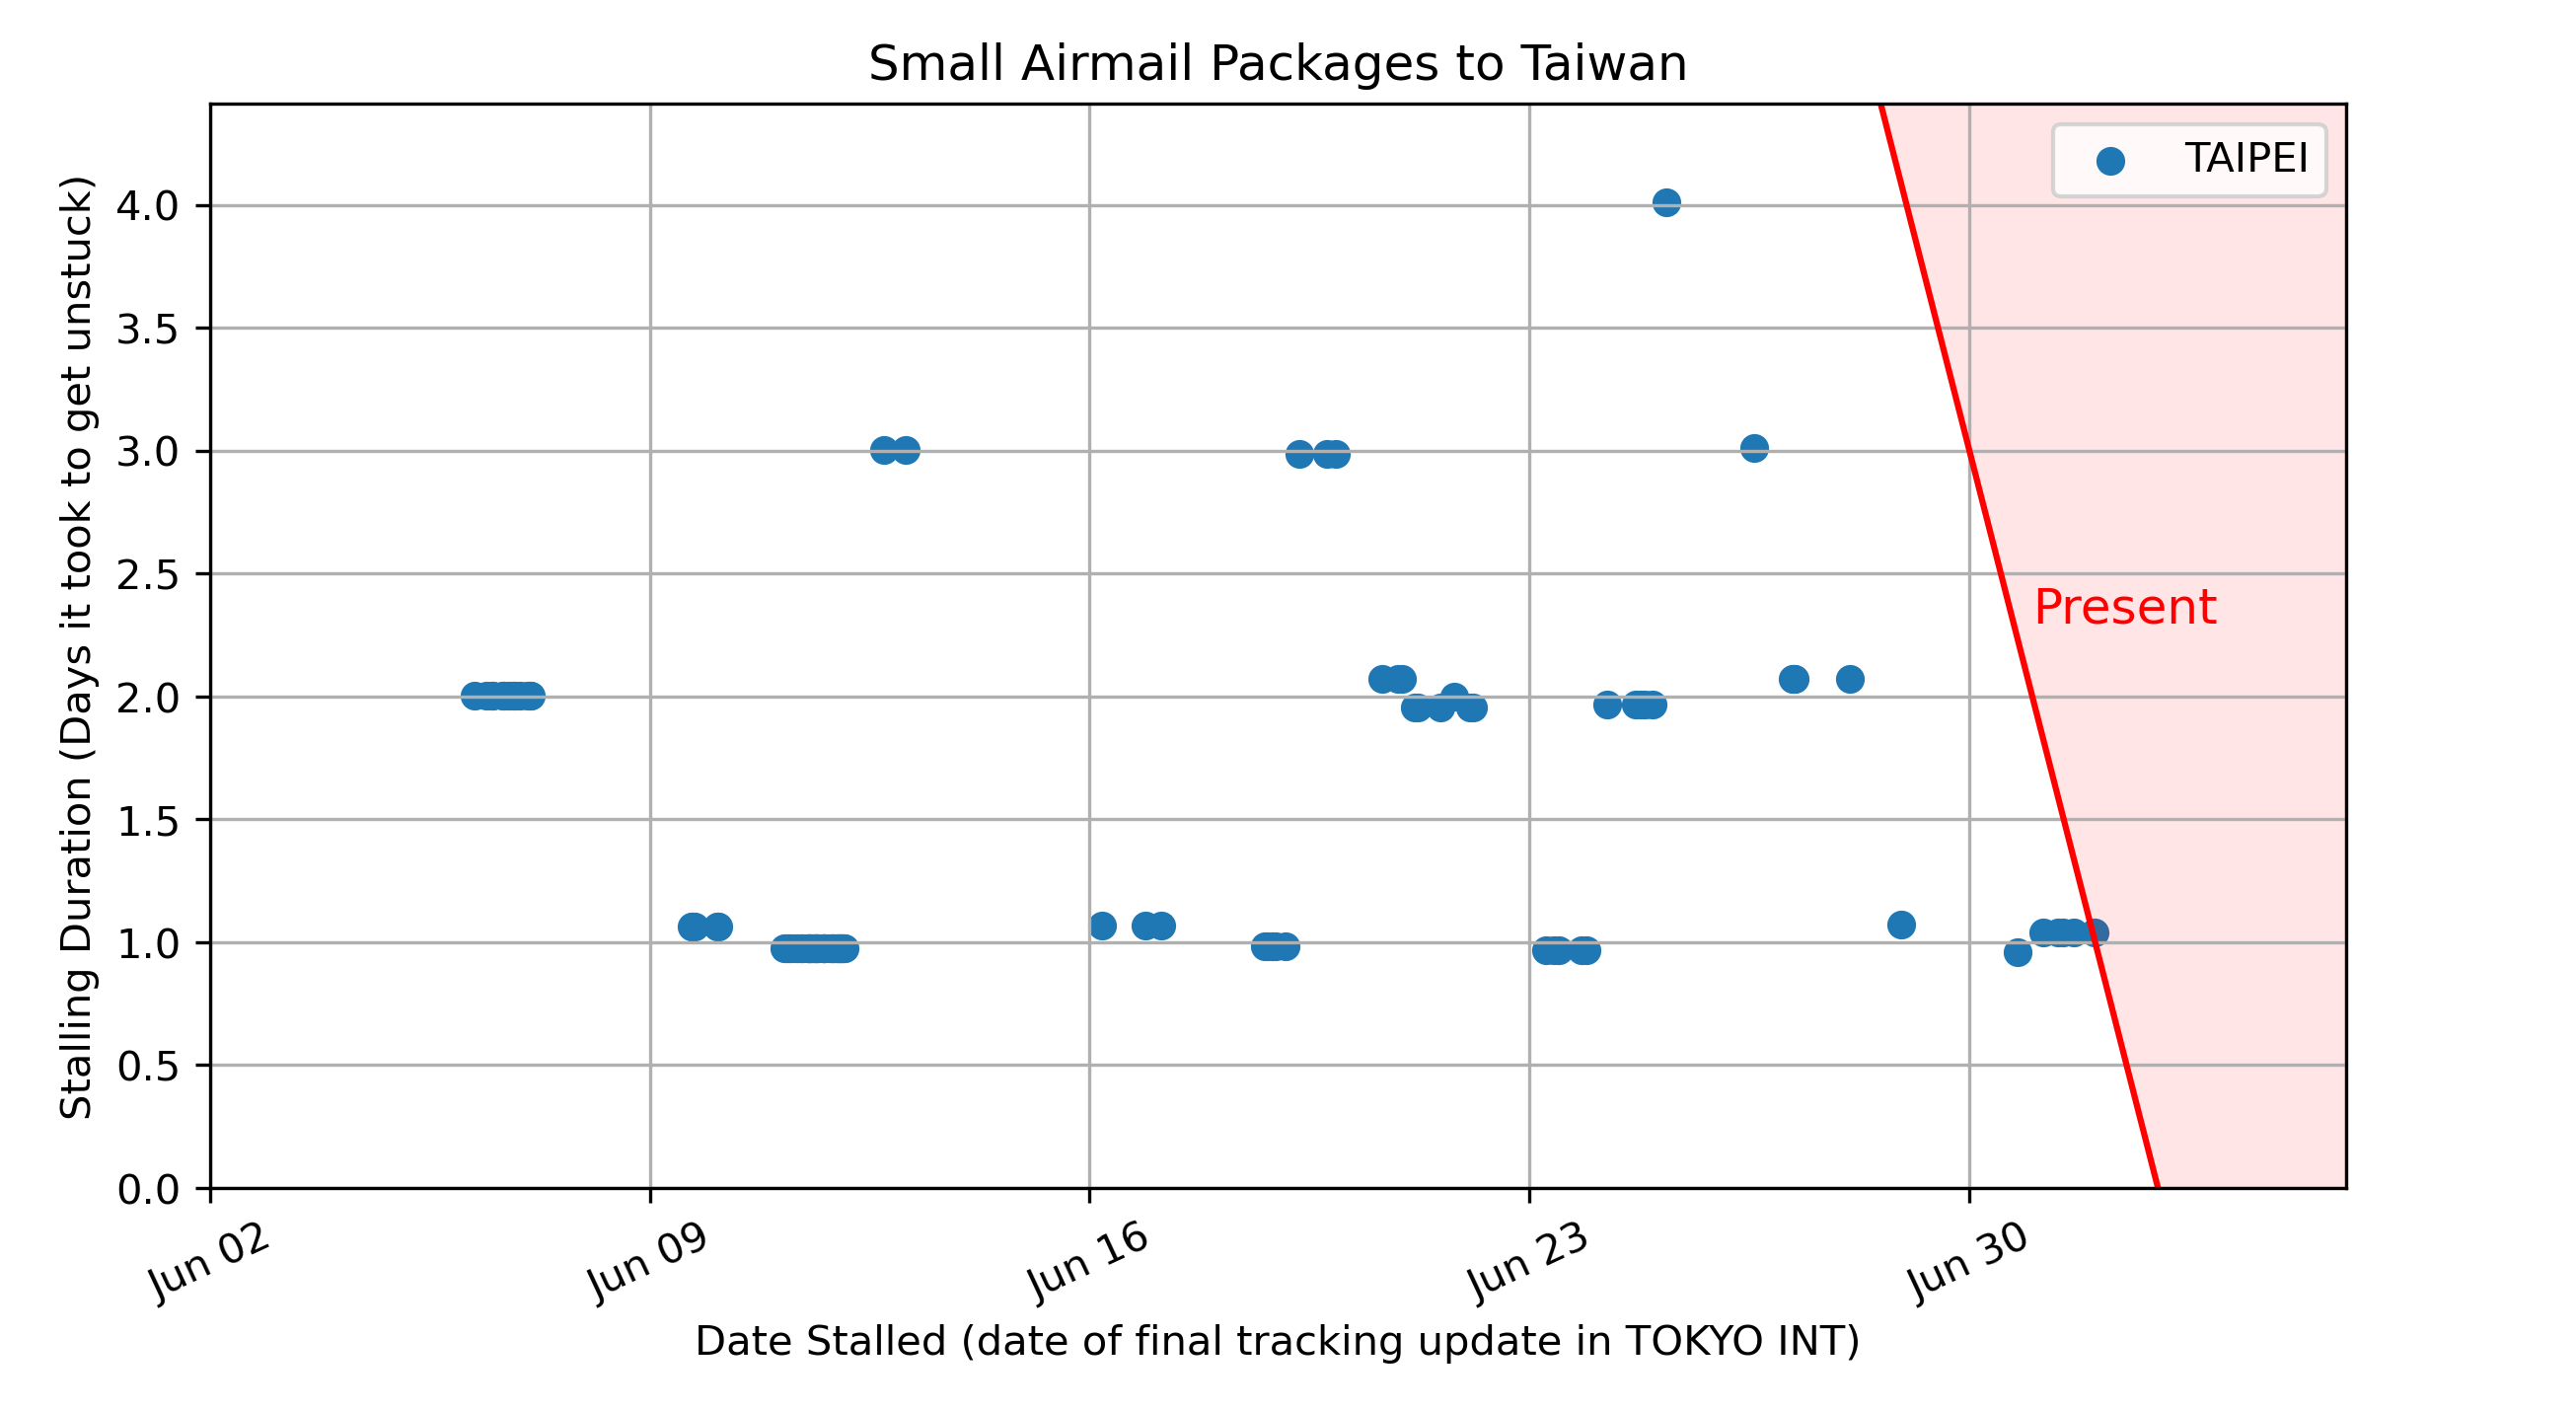 Small Airmail Packages to Taiwan
TAIPEI
Stalling Duration (Days it took to get unstuck)
4.0
3.5
3.0
2.5
2.0
1.5
1.0
0.5
0.0
Present
Jun 02
Jun 09
Jun 16
Jun 23
Jun 30
Date Stalled (date of final tracking update in TOKYO INT)